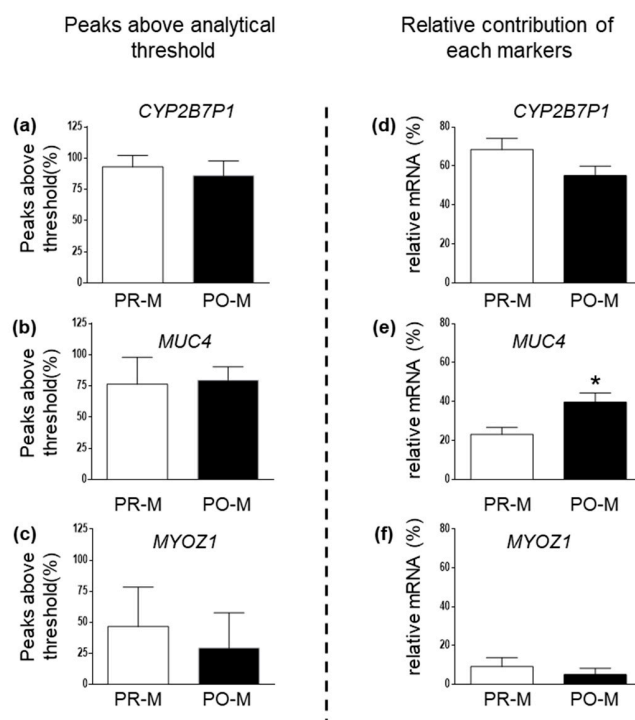 Peaks above analytical
threshold
Relative contribution of
each markers
(a)
CYP2B7P1
Peaks above
threshold(%)
125
100
75
50
25
0
PR-M
PO-M
(d)
CYP2B7P1
relative mRNA (%)
80
60
40
20
0
PR-M
PO-M
(b)
MUC4
Peaks above
threshold(%)
125
100
75
50
25
0
PR-M
PO-M
(e)
MUC4
relative mRNA (%)
80
60
40
20
0
*
PR-M
PO-M
(c)
MYOZ1
Peaks above
threshold(%)
125
100
75
50
25
0
PR-M
PO-M
(f)
MYOZ1
relative mRNA (%)
80
60
40
20
0
PR-M
PO-M